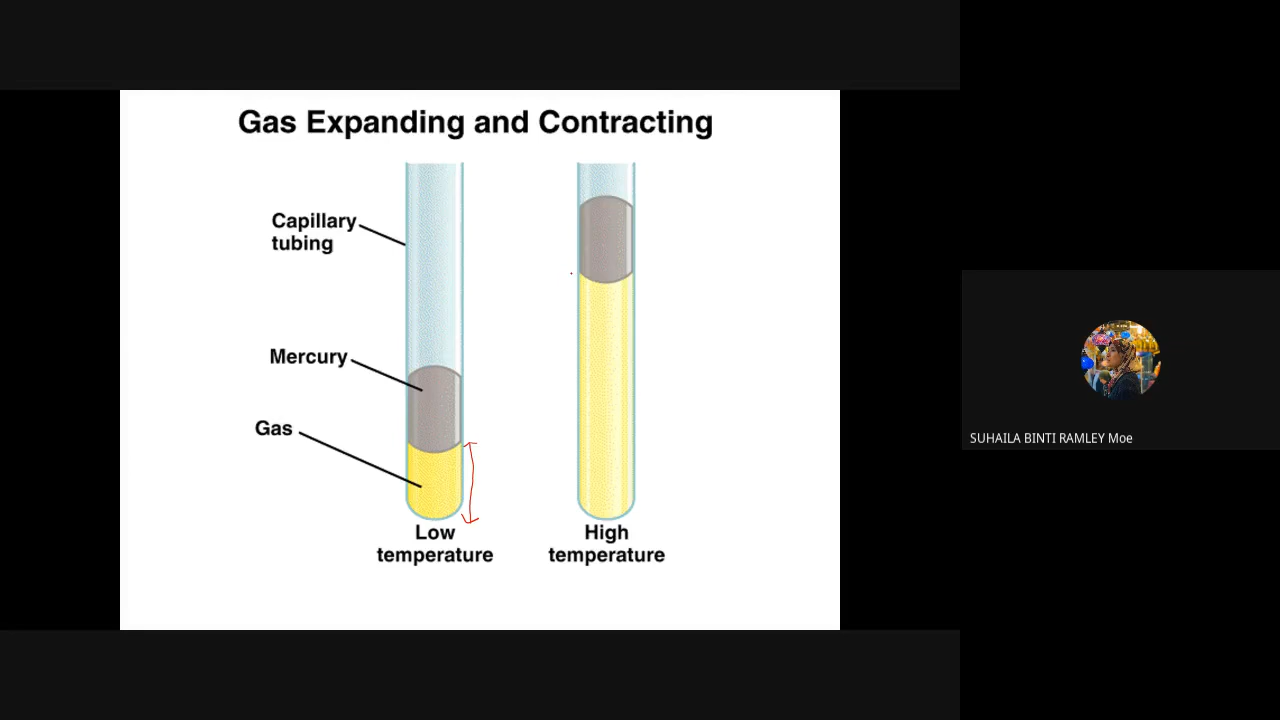 Gas Expanding and Contracting
Capillary
tubing
Mercury
Gas
Low
temperature
High
temperature
SUHAILA BINTI RAMLEY Moe